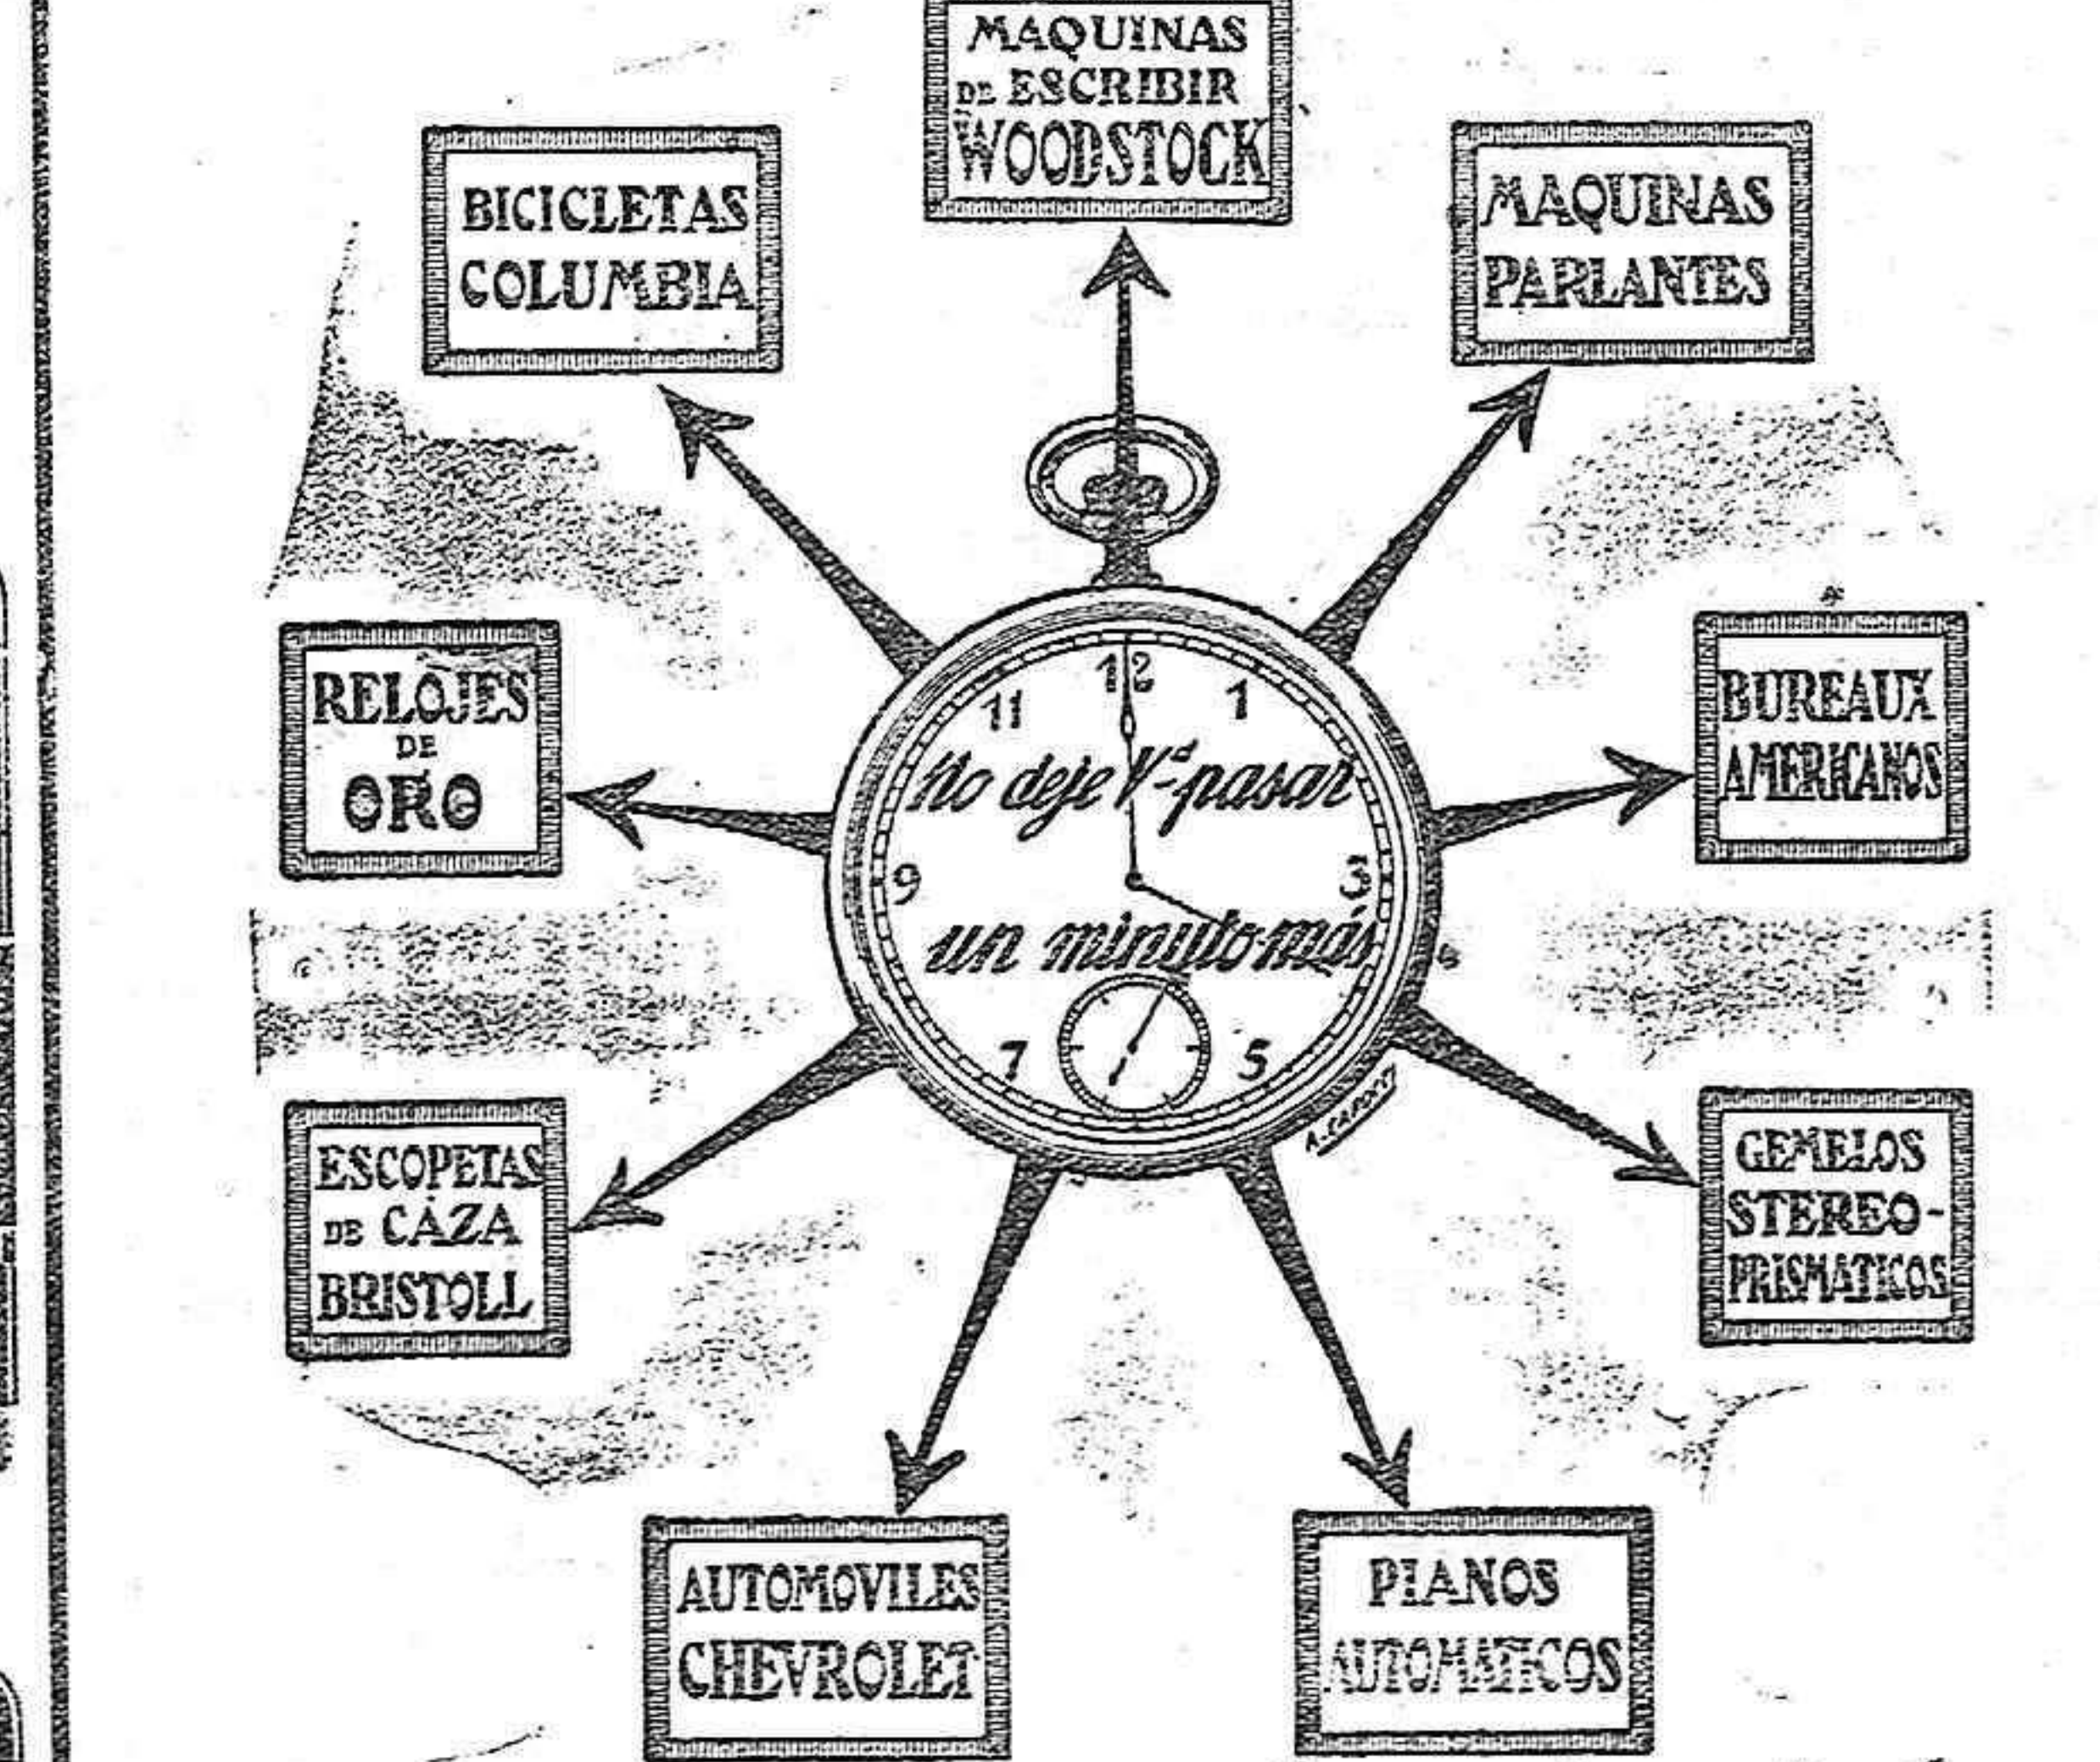 MAQUINAS
DE ESCRIBIR
WOODSTOCK
BICICLETAS
COLUMBIA
MAQUINAS
PARLANTES
RELOJES
DE
ORO
BUREAUX
AMERICANOS
12
11
1
No deje Vd pasar
9
3
un minuto más
7
5
ESCOPETAS
DE CAZA
BRISTOLL
GEMELOS
STEREO-
PRISMATICOS
AUTOMOVILES
CHEVROLET
PIANOS
AUTOMATICOS